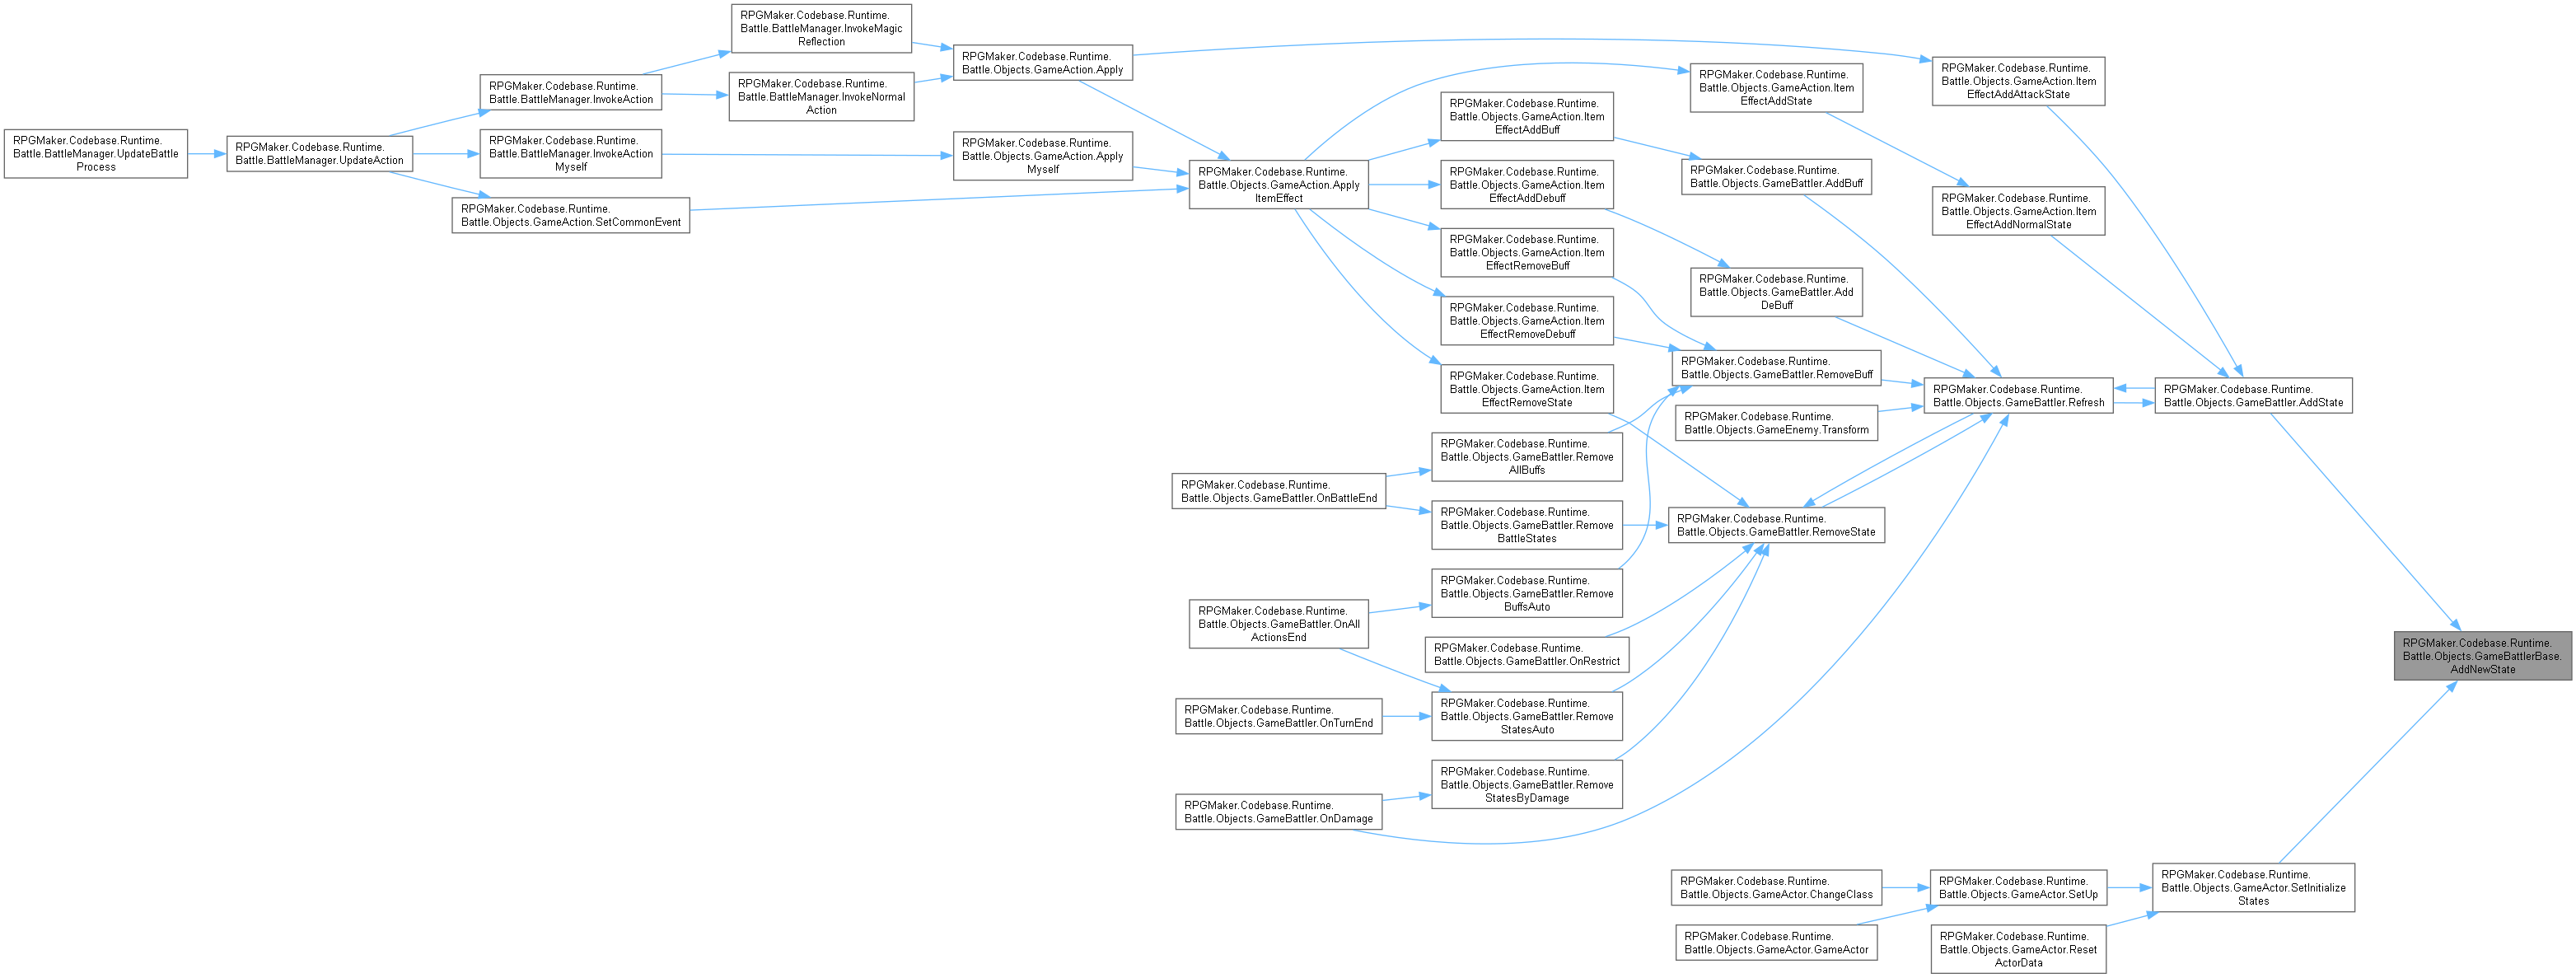 RPGMaker.Codebase.Runtime.
Battle.BattleManager.InvokeMagic
Reflection
RPGMaker.Codebase.Runtime.
Battle.Objects.GameAction.Apply
RPGMaker.Codebase.Runtime.
Battle.Objects.GameAction.Item
EffectAddAttackState
RPGMaker.Codebase.Runtime.
Battle.BattleManager.InvokeAction
RPGMaker.Codebase.Runtime.
Battle.BattleManager.InvokeNormal
Action
RPGMaker.Codebase.Runtime.
Battle.Objects.GameAction.Item
EffectAddState
RPGMaker.Codebase.Runtime.
Battle.Objects.GameAction.Item
EffectAddBuff
RPGMaker.Codebase.Runtime.
Battle.BattleManager.UpdateBattle
Process
RPGMaker.Codebase.Runtime.
Battle.BattleManager.UpdateAction
RPGMaker.Codebase.Runtime.
Battle.BattleManager.InvokeAction
Myself
RPGMaker.Codebase.Runtime.
Battle.Objects.GameAction.Apply
Myself
RPGMaker.Codebase.Runtime.
Battle.Objects.GameAction.Apply
ItemEffect
RPGMaker.Codebase.Runtime.
Battle.Objects.GameAction.Item
EffectAddDebuff
RPGMaker.Codebase.Runtime.
Battle.Objects.GameBattler.AddBuff
RPGMaker.Codebase.Runtime.
Battle.Objects.GameAction.Item
EffectAddNormalState
RPGMaker.Codebase.Runtime.
Battle.Objects.GameAction.SetCommonEvent
RPGMaker.Codebase.Runtime.
Battle.Objects.GameAction.Item
EffectRemoveBuff
RPGMaker.Codebase.Runtime.
Battle.Objects.GameBattler.Add
DeBuff
RPGMaker.Codebase.Runtime.
Battle.Objects.GameAction.Item
EffectRemoveDebuff
RPGMaker.Codebase.Runtime.
Battle.Objects.GameBattler.RemoveBuff
RPGMaker.Codebase.Runtime.
Battle.Objects.GameAction.Item
EffectRemoveState
RPGMaker.Codebase.Runtime.
Battle.Objects.GameBattler.Refresh
RPGMaker.Codebase.Runtime.
Battle.Objects.GameBattler.AddState
RPGMaker.Codebase.Runtime.
Battle.Objects.GameEnemy.Transform
RPGMaker.Codebase.Runtime.
Battle.Objects.GameBattler.Remove
AllBuffs
RPGMaker.Codebase.Runtime.
Battle.Objects.GameBattler.OnBattleEnd
RPGMaker.Codebase.Runtime.
Battle.Objects.GameBattler.Remove
BattleStates
RPGMaker.Codebase.Runtime.
Battle.Objects.GameBattler.RemoveState
RPGMaker.Codebase.Runtime.
Battle.Objects.GameBattler.Remove
BuffsAuto
RPGMaker.Codebase.Runtime.
Battle.Objects.GameBattler.OnAll
ActionsEnd
RPGMaker.Codebase.Runtime.
Battle.Objects.GameBattler.OnRestrict
RPGMaker.Codebase.Runtime.
Battle.Objects.GameBattlerBase.
AddNewState
RPGMaker.Codebase.Runtime.
Battle.Objects.GameBattler.OnTurnEnd
RPGMaker.Codebase.Runtime.
Battle.Objects.GameBattler.Remove
StatesAuto
RPGMaker.Codebase.Runtime.
Battle.Objects.GameBattler.Remove
StatesByDamage
RPGMaker.Codebase.Runtime.
Battle.Objects.GameBattler.OnDamage
RPGMaker.Codebase.Runtime.
Battle.Objects.GameActor.ChangeClass
RPGMaker.Codebase.Runtime.
Battle.Objects.GameActor.SetUp
RPGMaker.Codebase.Runtime.
Battle.Objects.GameActor.SetInitialize
States
RPGMaker.Codebase.Runtime.
Battle.Objects.GameActor.GameActor
RPGMaker.Codebase.Runtime.
Battle.Objects.GameActor.Reset
ActorData